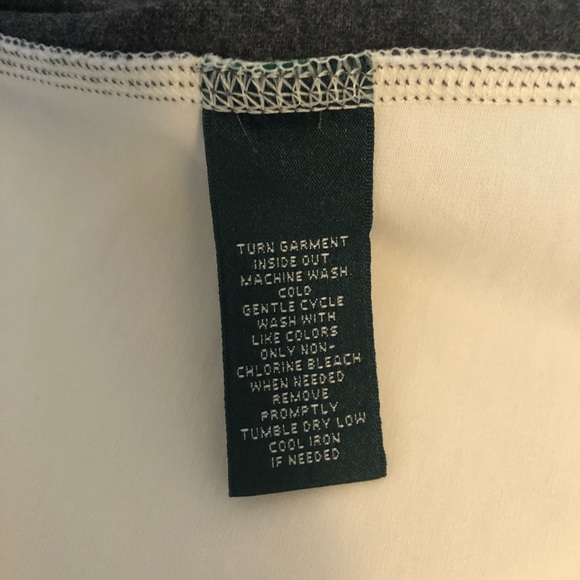 TURN GARMENT
INSIDE OUT
MACHINE WASH
COLD
GENTLE CYCLE
WASH WITH
LIKE COLORS
ONLY NON-
CHLORINE BLEACH
WHEN NEEDED
REMOVE
PROMPTLY
TUMBLE DRY LOW
COOL IRON
IF NEEDED